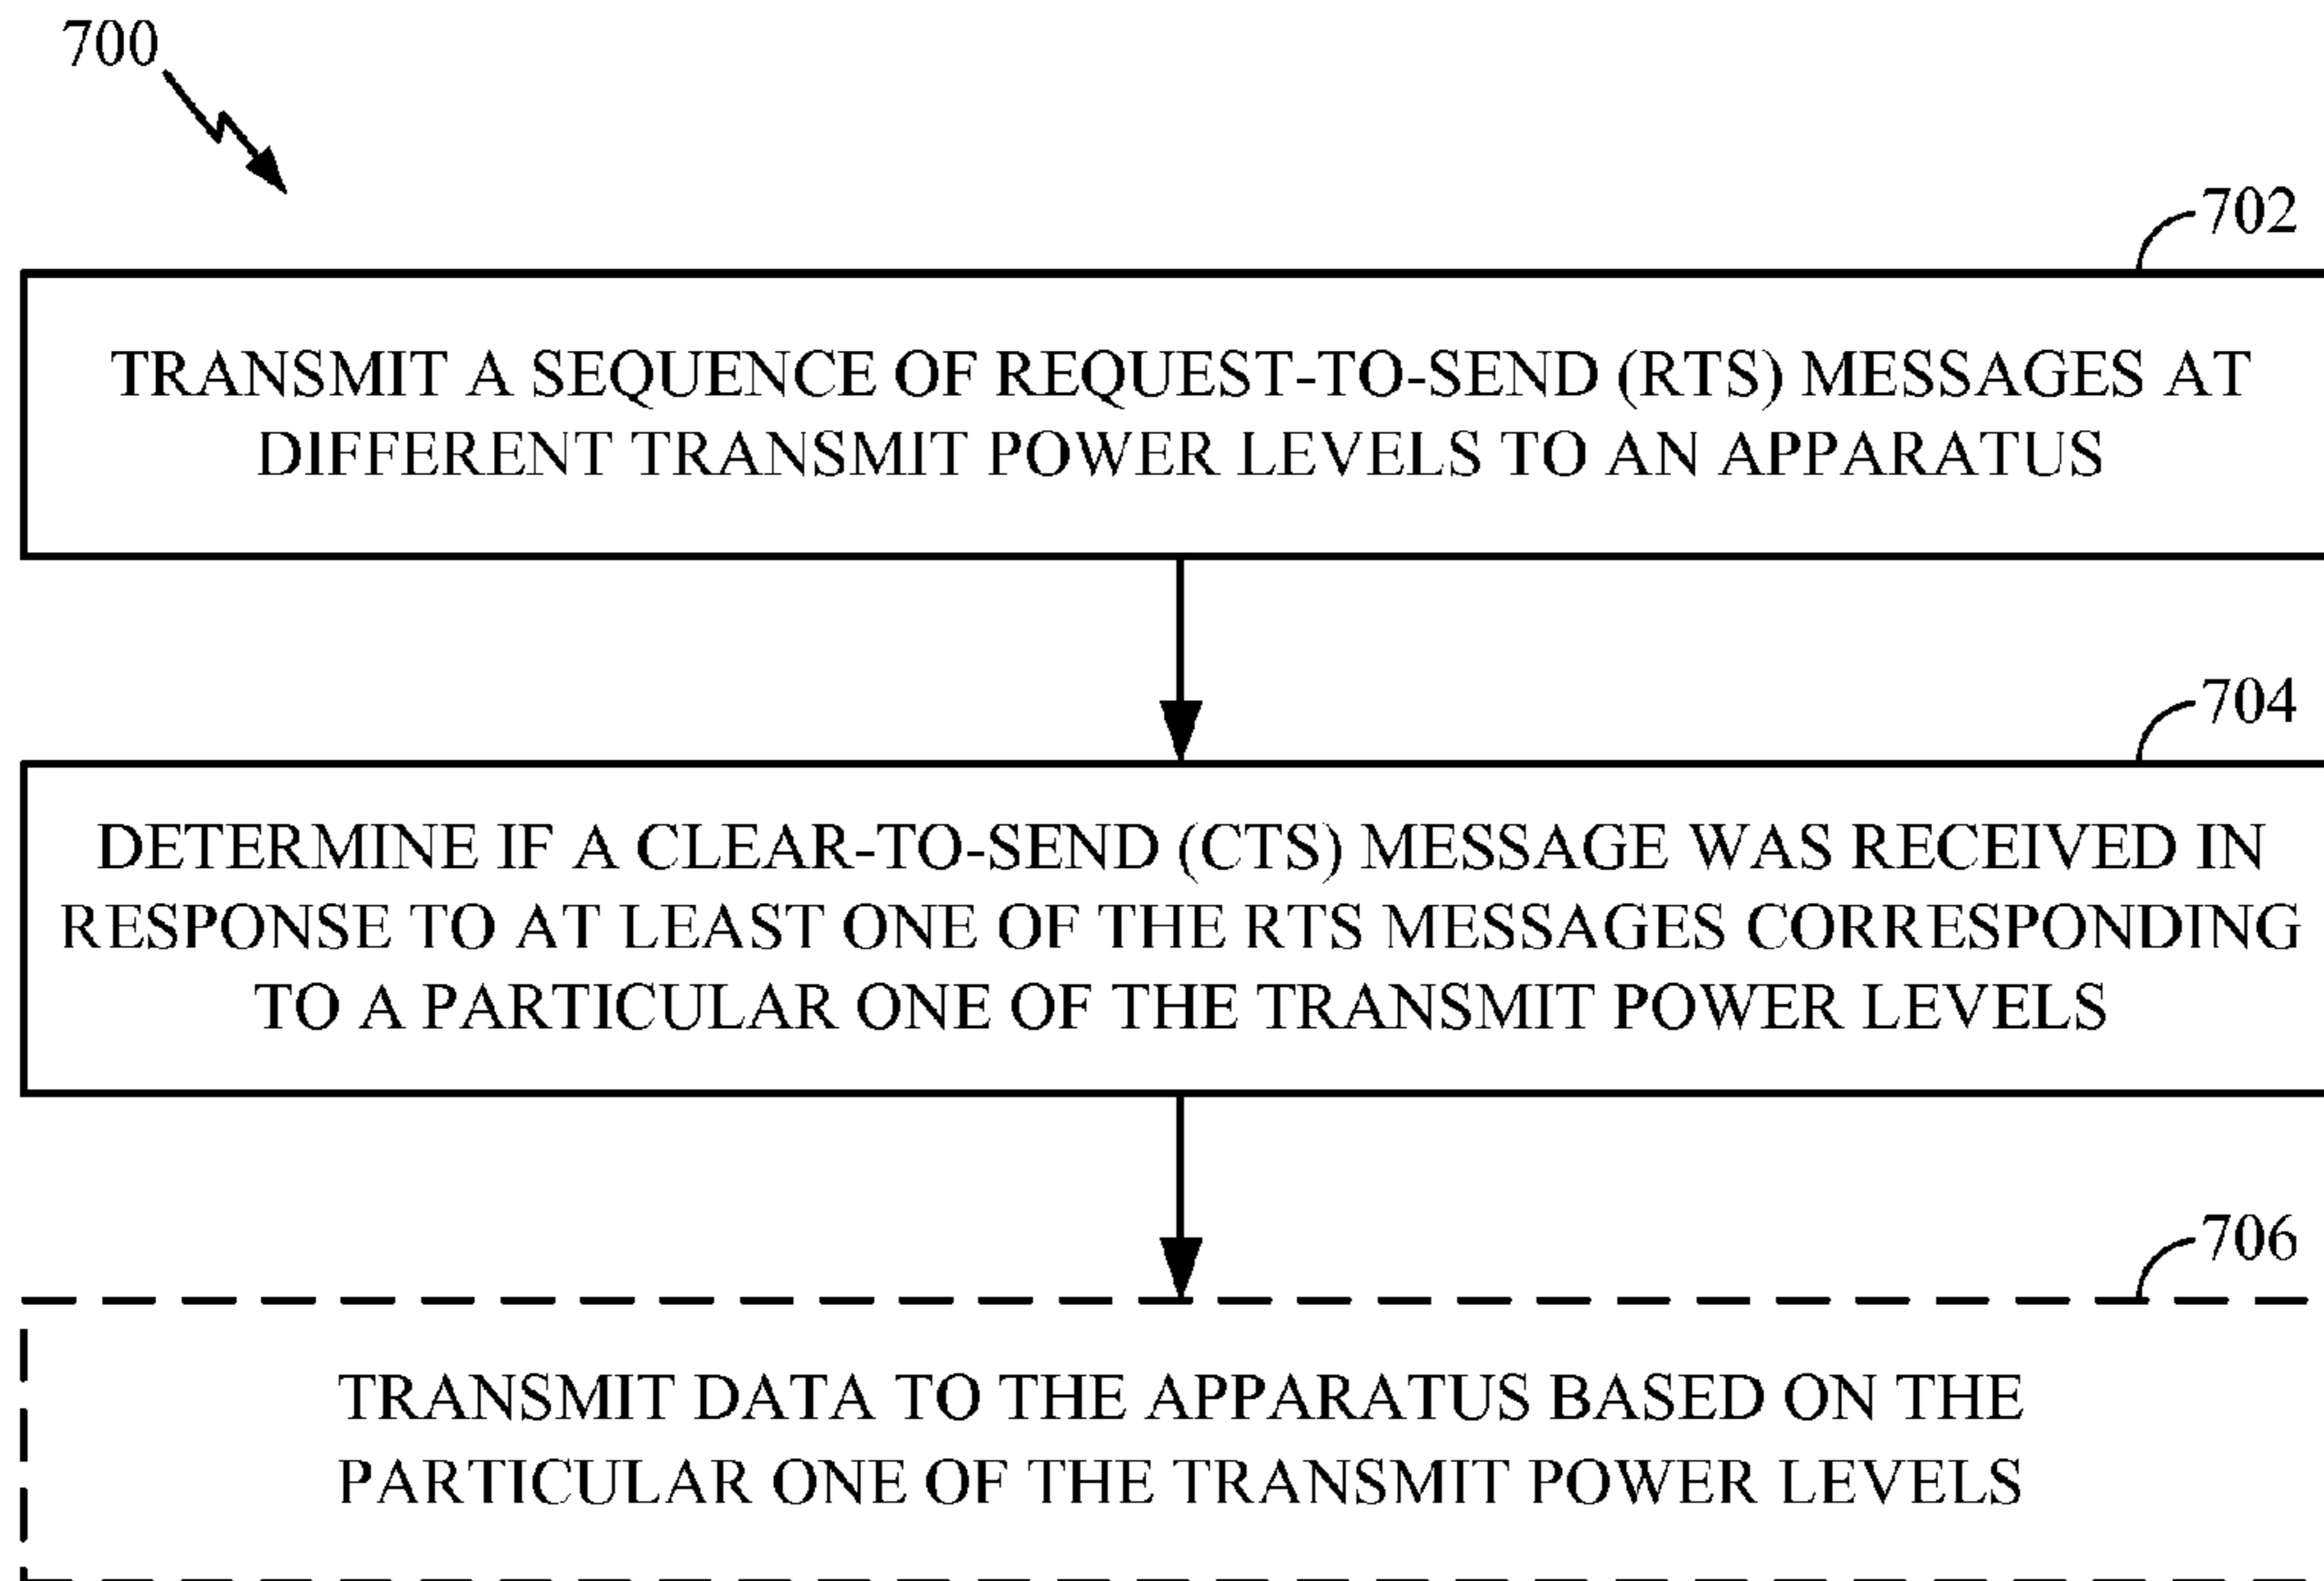 700
702
TRANSMIT A SEQUENCE OF REQUEST-TO-SEND (RTS) MESSAGES AT
DIFFERENT TRANSMIT POWER LEVELS TO AN APPARATUS
704
DETERMINE IF A CLEAR-TO-SEND (CTS) MESSAGE WAS RECEIVED IN
RESPONSE TO AT LEAST ONE OF THE RTS MESSAGES CORRESPONDING
TO A PARTICULAR ONE OF THE TRANSMIT POWER LEVELS
706
TRANSMIT DATA TO THE APPARATUS BASED ON THE
PARTICULAR ONE OF THE TRANSMIT POWER LEVELS